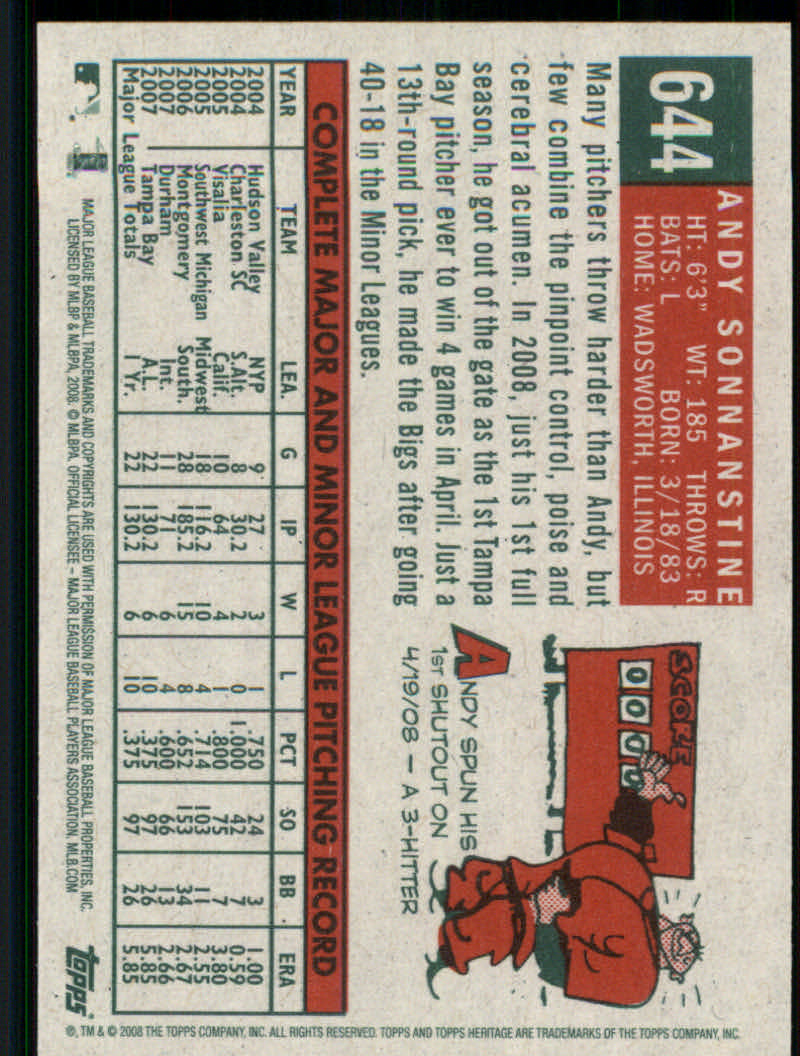 644
ANDY SONNANSTINE
HT: 6'3" WT: 185 THROWS: R
BATS: L BORN: 3/18/83
HOME: WADSWORTH, ILLINOIS
Many pitchers throw harder than Andy, but
few combine the pinpoint control, poise and
cerebral acumen. In 2008, just his 1st full
season, he got out of the gate as the 1st Tampa
Bay pitcher ever to win 4 games in April. Just a
13th-round pick, he made the Bigs after going
40-18 in the Minor Leagues.
SCORE
0 0 0 0
ANDY SPUN HIS
1ST SHUTOUT ON
4/19/08 – A 3-HITTER
COMPLETE MAJOR AND MINOR LEAGUE PITCHING RECORD
YEAR TEAM LEA. G IP W L PCT SO BB ERA
2004 Hudson Valley NYP 9 27 3 1 .750 24 3 1.00
2004 Charleston SC S.Atl. 8 30.2 2 0 1.000 42 7 0.59
2005 Visalia Calif. 10 64 4 1 .800 75 7 3.80
2005 Southwest Michigan Midwest 18 116.2 10 4 .714 103 11 2.55
2006 Montgomery South. 28 185.2 15 8 .652 153 34 2.67
2007 Durham Int. 11 71 6 4 .600 66 13 2.66
2007 Tampa Bay A.L. 22 130.2 6 10 .375 97 26 5.85
Major League Totals 1 Yr. 22 130.2 6 10 .375 97 26 5.85
MAJOR LEAGUE BASEBALL TRADEMARKS AND COPYRIGHTS ARE USED WITH PERMISSION OF MAJOR LEAGUE BASEBALL PROPERTIES, INC.
LICENSED BY MLBP & MLBPA, 2008. © MLBPA. OFFICIAL LICENSEE – MAJOR LEAGUE BASEBALL PLAYERS ASSOCIATION. MLB.COM
topps
®, TM & © 2008 THE TOPPS COMPANY, INC. ALL RIGHTS RESERVED. TOPPS AND TOPPS HERITAGE ARE TRADEMARKS OF THE TOPPS COMPANY, INC.